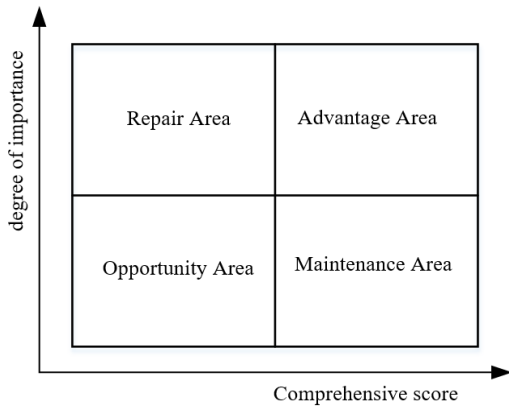 degree of importance
Repair Area
Advantage Area
Opportunity Area
Maintenance Area
Comprehensive score